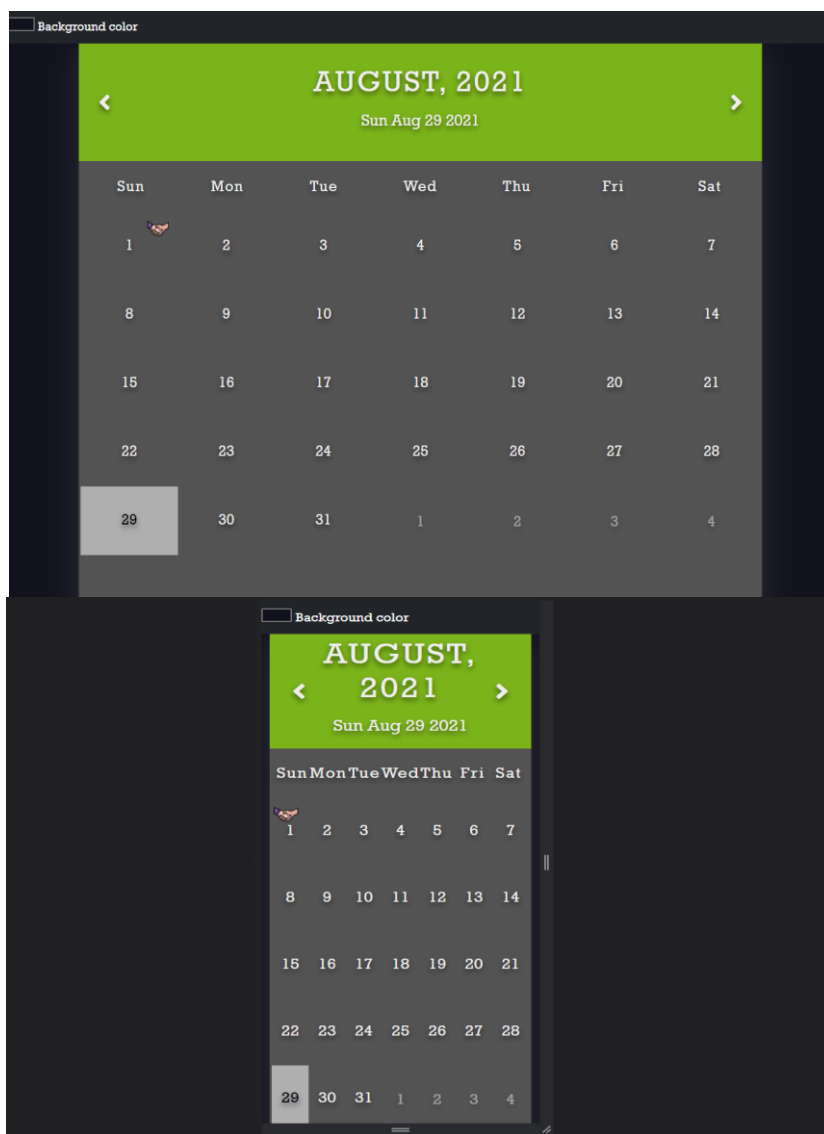 Background color
AUGUST, 2021
Sun Aug 29 2021
Sun Mon Tue Wed Thu Fri Sat
1 2 3 4 5 6 7
8 9 10 11 12 13 14
15 16 17 18 19 20 21
22 23 24 25 26 27 28
29 30 31 1 2 3 4
Background color
AUGUST,
2021
Sun Aug 29 2021
Sun Mon Tue Wed Thu Fri Sat
1 2 3 4 5 6 7
8 9 10 11 12 13 14
15 16 17 18 19 20 21
22 23 24 25 26 27 28
29 30 31 1 2 3 4